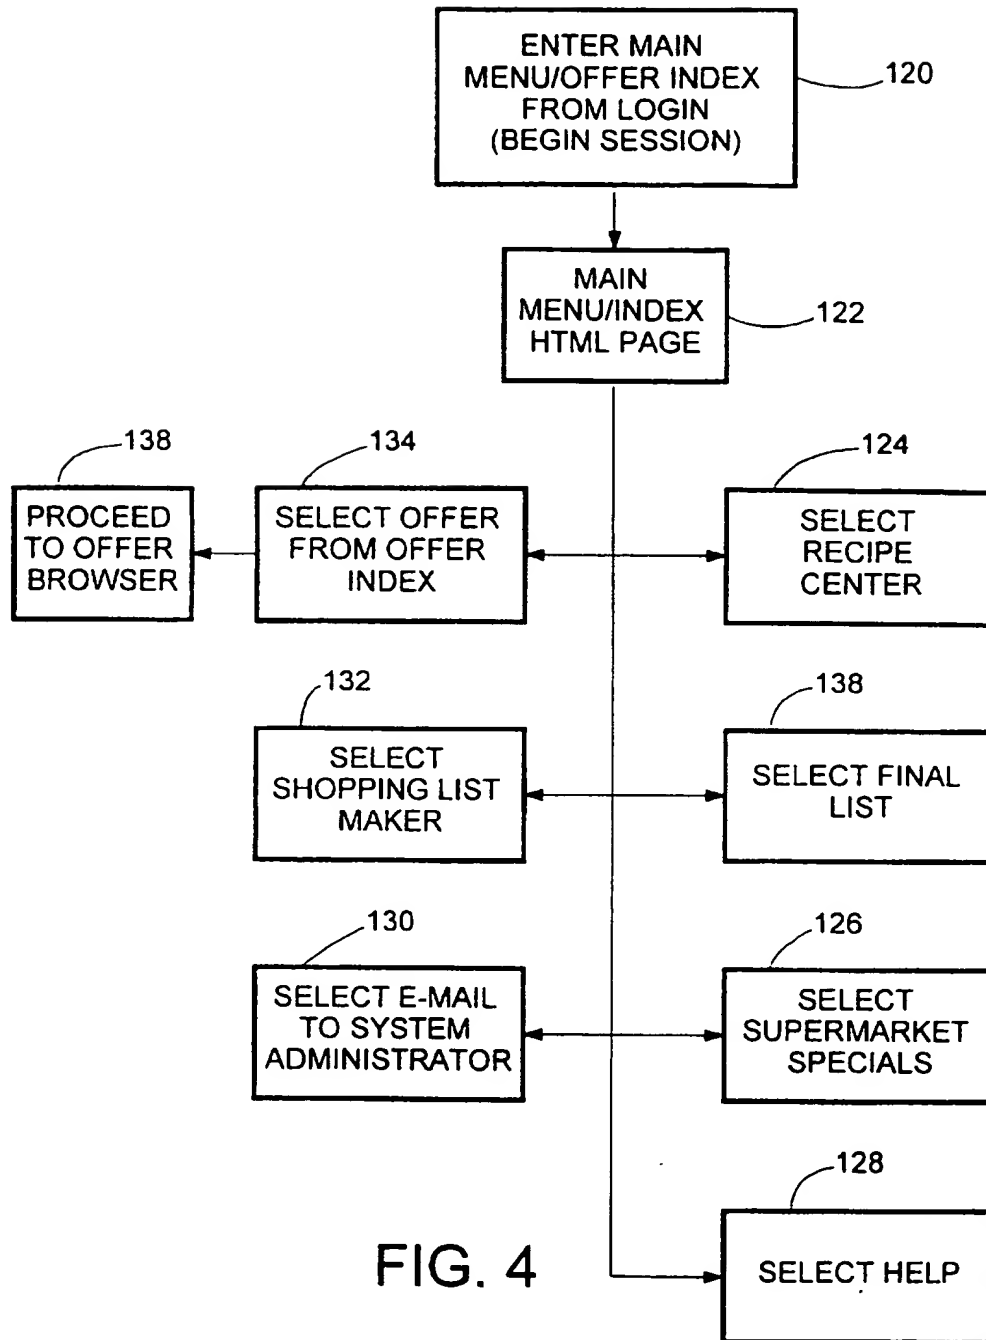 ENTER MAIN
MENU/OFFER INDEX
FROM LOGIN
(BEGIN SESSION)
120
MAIN
MENU/INDEX
HTML PAGE
122
138
PROCEED
TO OFFER
BROWSER
134
SELECT OFFER
FROM OFFER
INDEX
124
SELECT
RECIPE
CENTER
132
SELECT
SHOPPING LIST
MAKER
138
SELECT FINAL
LIST
130
SELECT E-MAIL
TO SYSTEM
ADMINISTRATOR
126
SELECT
SUPERMARKET
SPECIALS
128
SELECT HELP
FIG. 4